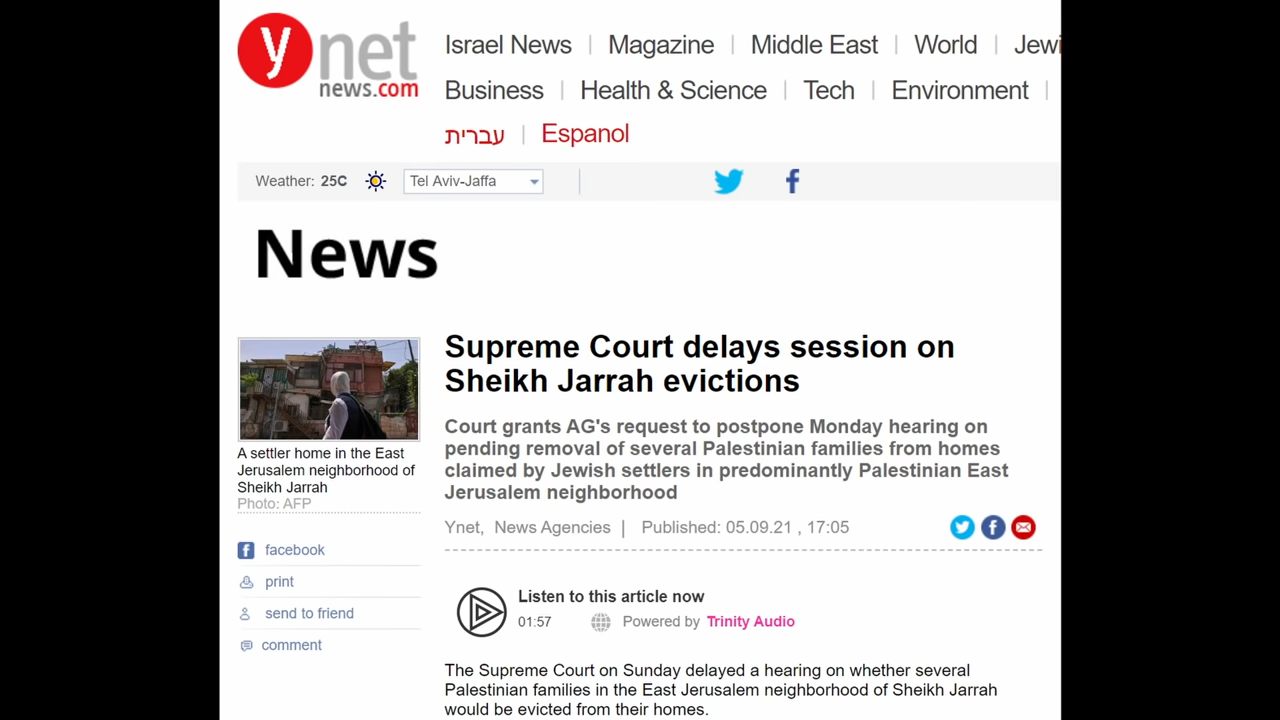 ynet
news.com
Israel News | Magazine | Middle East | World | Jewi
Business | Health & Science | Tech | Environment |
עברית | Espanol
Weather: 25C Tel Aviv-Jaffa
News
Supreme Court delays session on
Sheikh Jarrah evictions
Court grants AG's request to postpone Monday hearing on
pending removal of several Palestinian families from homes
claimed by Jewish settlers in predominantly Palestinian East
Jerusalem neighborhood
Ynet, News Agencies | Published: 05.09.21 , 17:05
A settler home in the East
Jerusalem neighborhood of
Sheikh Jarrah
Photo: AFP
facebook
print
send to friend
comment
Listen to this article now
01:57 Powered by Trinity Audio
The Supreme Court on Sunday delayed a hearing on whether several
Palestinian families in the East Jerusalem neighborhood of Sheikh Jarrah
would be evicted from their homes.